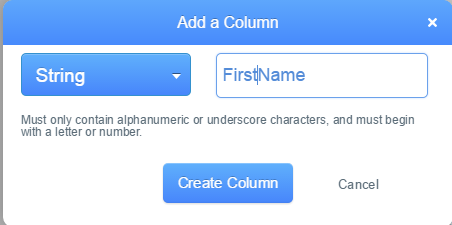 Add a Column ×
String FirstName
Must only contain alphanumeric or underscore characters, and must begin
with a letter or number.
Create Column Cancel